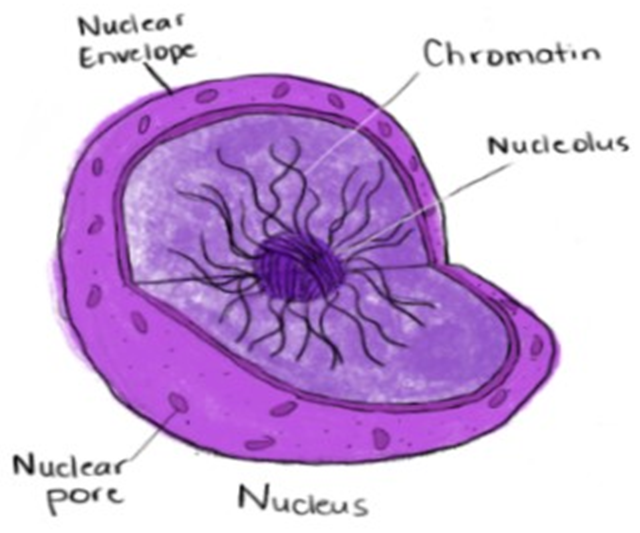 Nuclear
Envelope
Chromatin
Nucleolus
Nuclear
pore
Nucleus